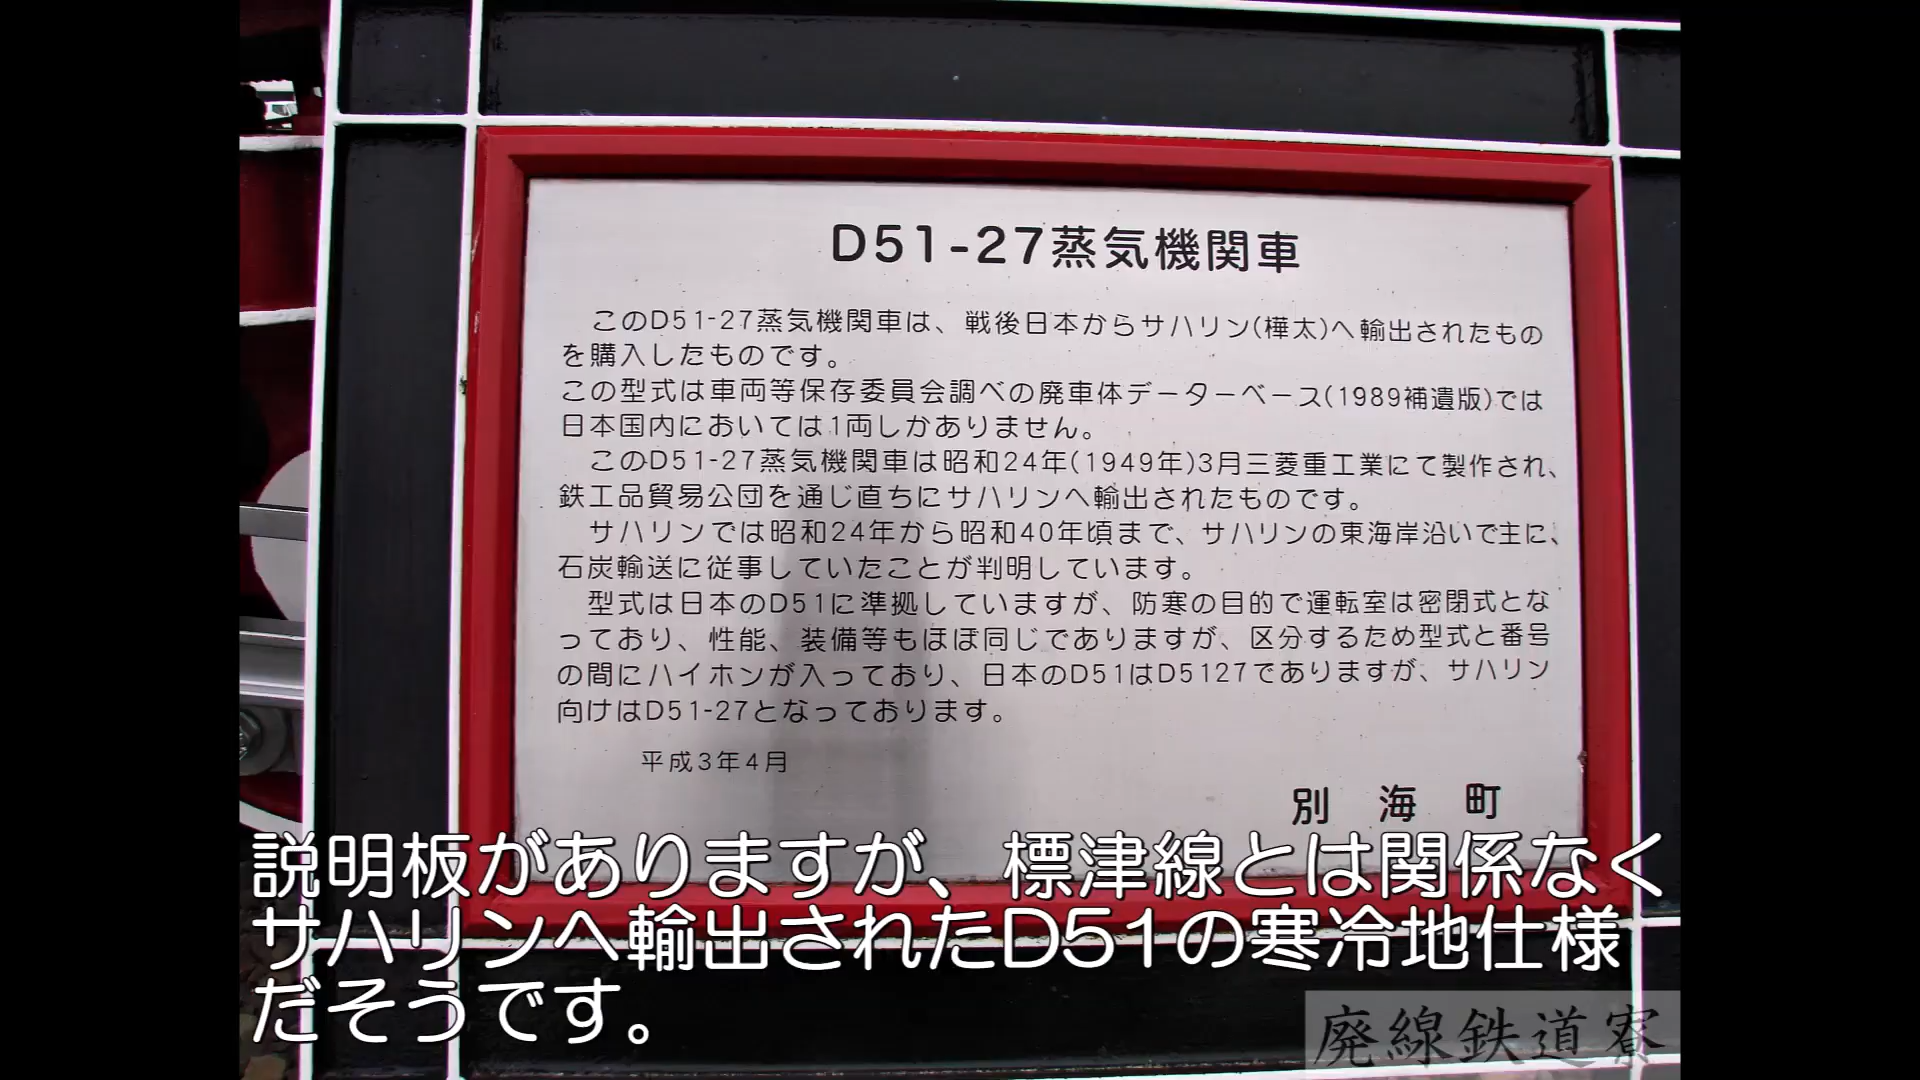 D51-27蒸気機関車
このD51-27蒸気機関車は、戦後日本からサハリン(樺太)へ輸出されたもの
を購入したものです。
この型式は車両等保存委員会調べの廃車体データーベース(1989補遺版)では
日本国内においては1両しかありません。
このD51-27蒸気機関車は昭和24年(1949年)3月三菱重工業にて製作され、
鉄工品貿易公団を通じ直ちにサハリンへ輸出されたものです。
サハリンでは昭和24年から昭和40年頃まで、サハリンの東海岸沿いで主に、
石炭輸送に従事していたことが判明しています。
型式は日本のD51に準拠していますが、防寒の目的で運転室は密閉式とな
っており、性能、装備等もほぼ同じでありますが、区分するため型式と番号
の間にハイホンが入っており、日本のD51はD5127でありますが、サハリン
向けはD51-27となっております。
平成3年4月
別海町
説明板がありますが、標津線とは関係なく
サハリンへ輸出されたD51の寒冷地仕様
だそうです。
廃線鉄道寮